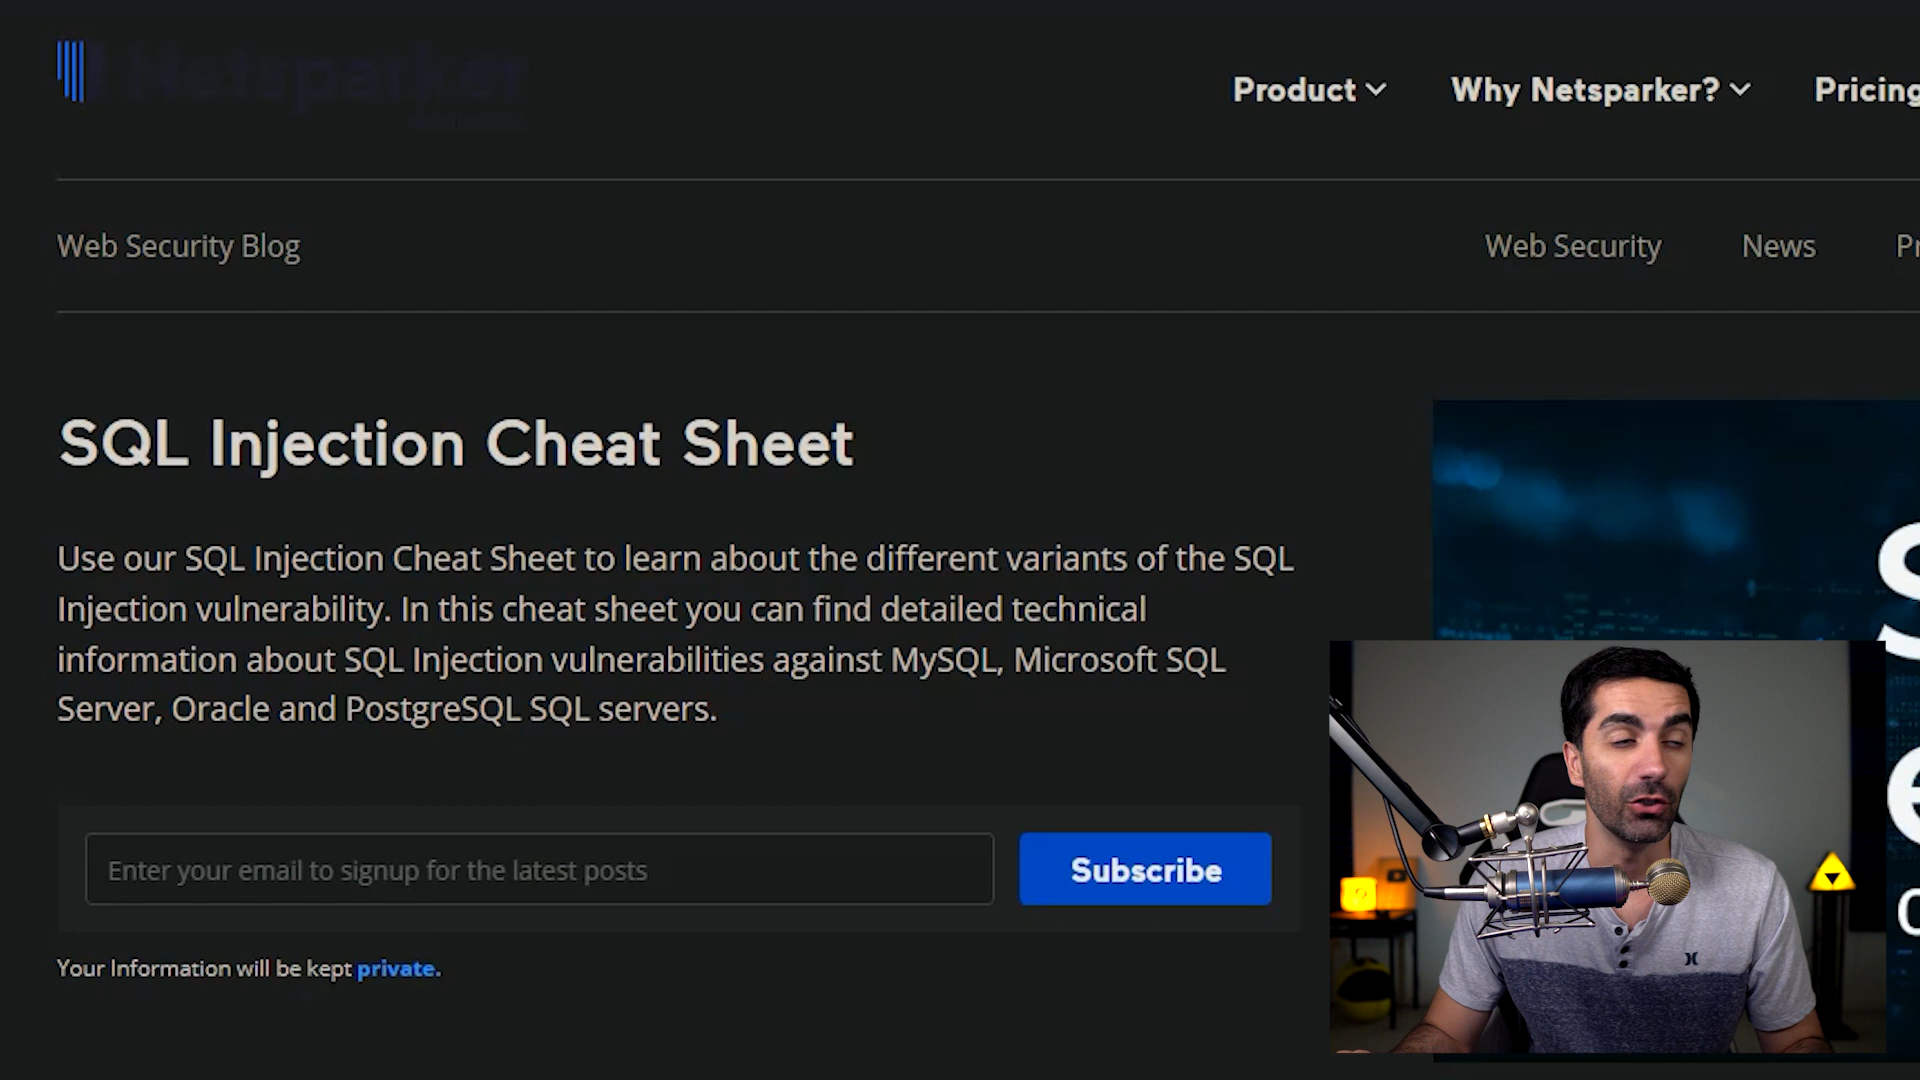 Netsparker
Product
Why Netsparker?
Pricing
Web Security Blog
Web Security
News
SQL Injection Cheat Sheet
Use our SQL Injection Cheat Sheet to learn about the different variants of the SQL
Injection vulnerability. In this cheat sheet you can find detailed technical
information about SQL Injection vulnerabilities against MySQL, Microsoft SQL
Server, Oracle and PostgreSQL SQL servers.
Enter your email to signup for the latest posts
Subscribe
Your Information will be kept private.